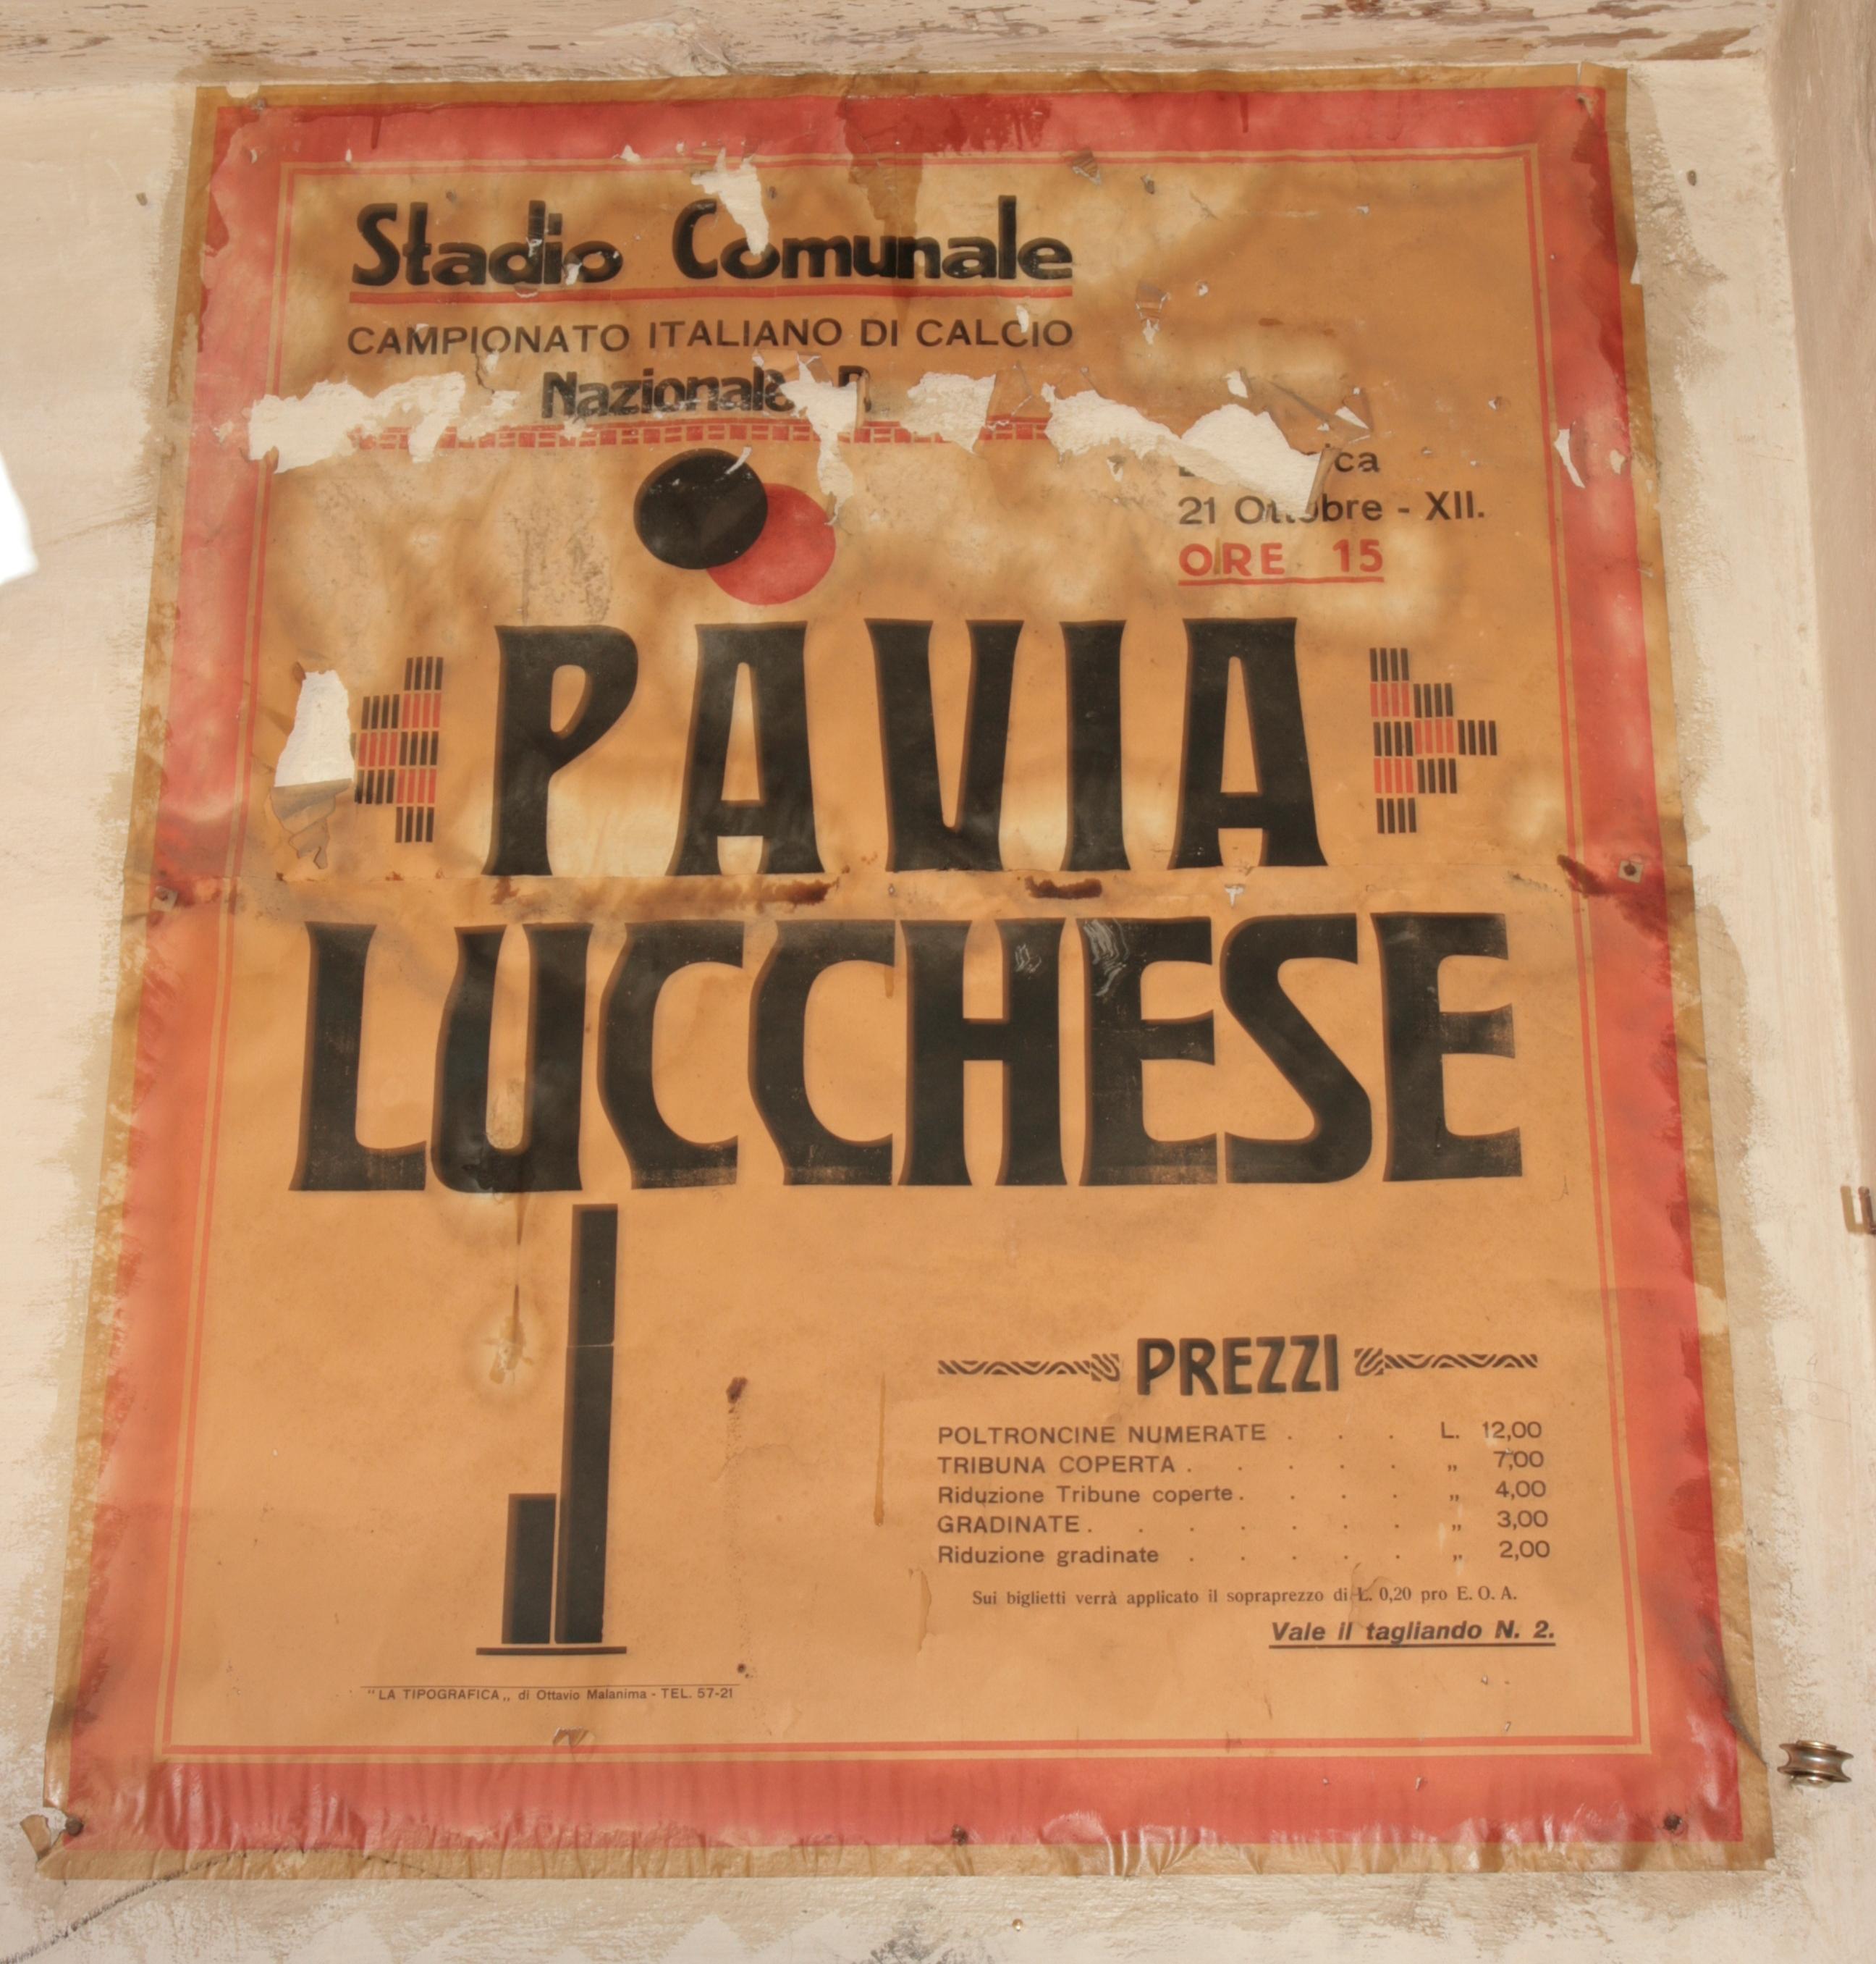 Stadio Comunale
CAMPIONATO ITALIANO DI CALCIO
Nazionale
21 Ottobre - XII.
ORE 15
PAVIA
LUCCHESE
PREZZI
POLTRONCINE NUMERATE . . . L. 12,00
TRIBUNA COPERTA . . . . . „ 7,00
Riduzione Tribune coperte . . . . „ 4,00
GRADINATE . . . . . . . „ 3,00
Riduzione gradinate . . . . . „ 2,00
Sui biglietti verrà applicato il sopraprezzo di L. 0,20 pro E. O. A.
Vale il tagliando N. 2.
"LA TIPOGRAFICA„ di Ottavio Malanima - TEL. 57-21